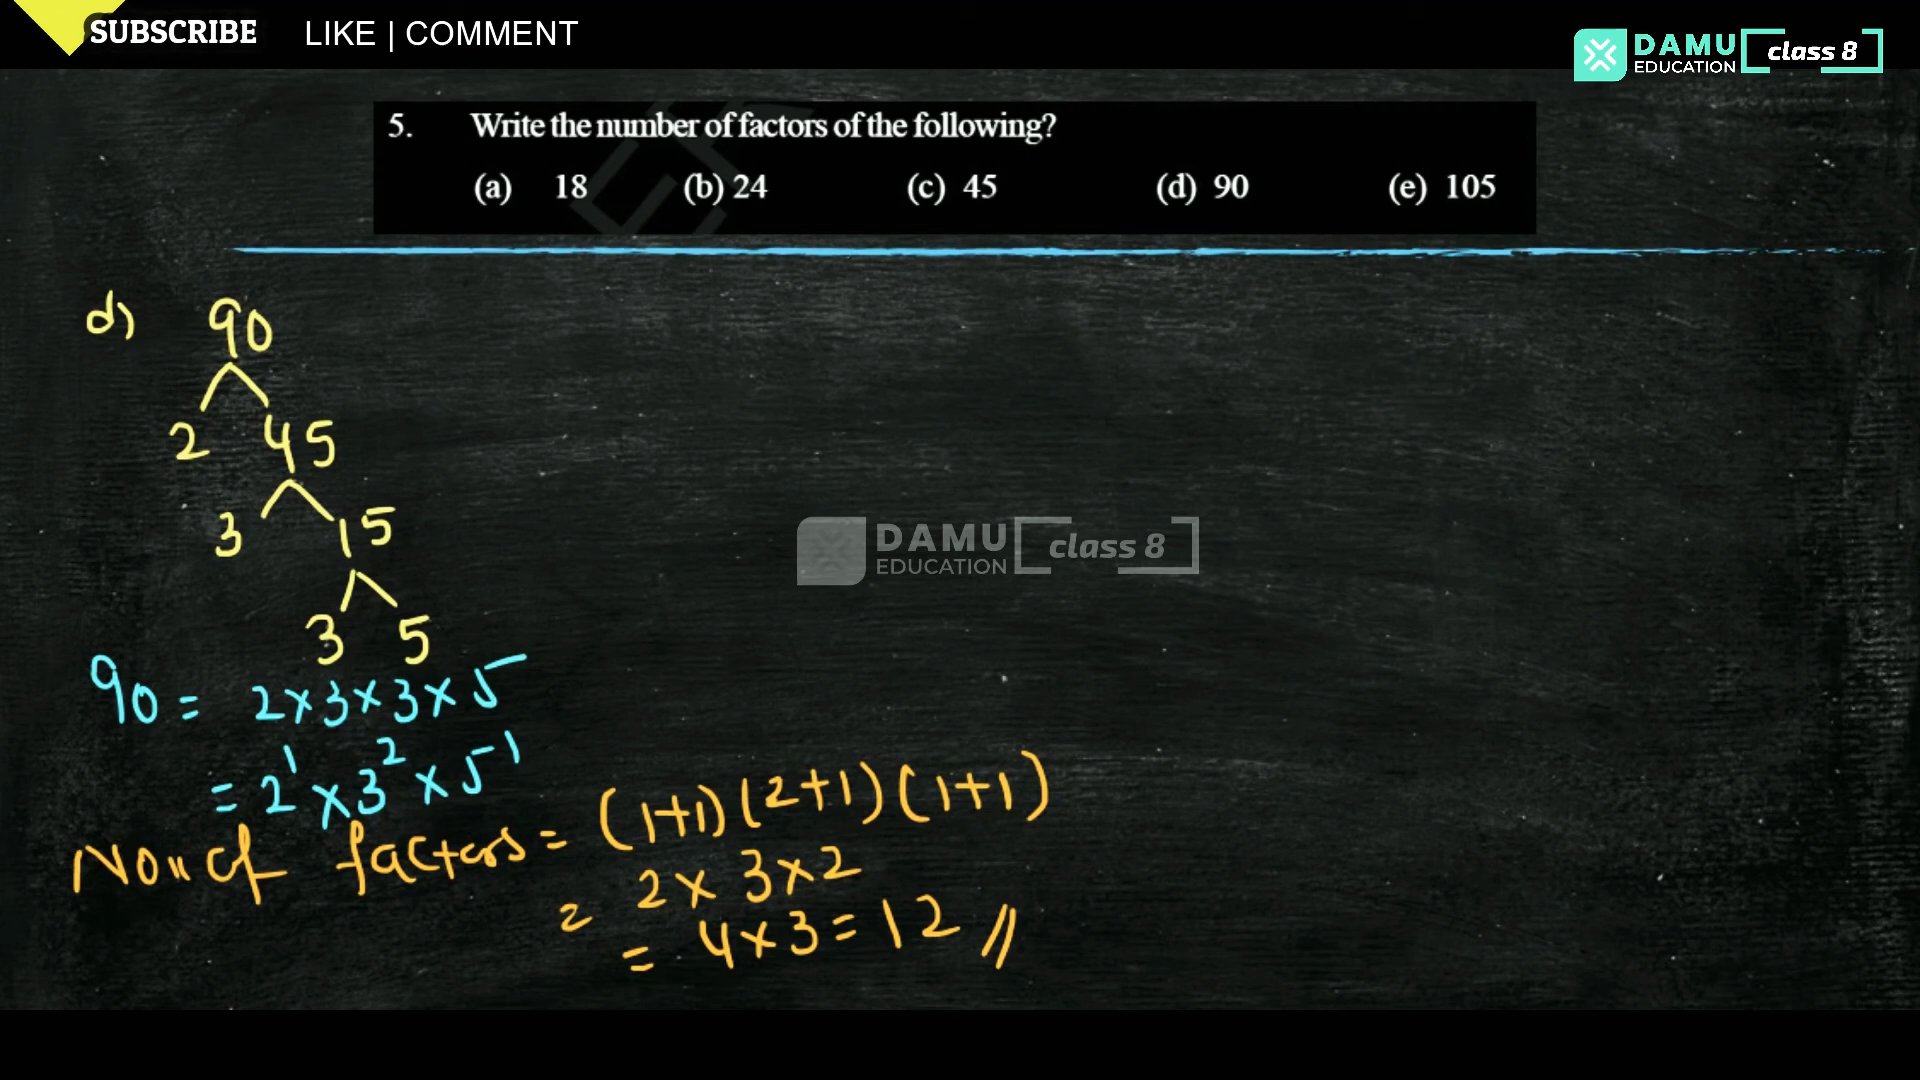 SUBSCRIBE LIKE | COMMENT
DAMU EDUCATION class 8
5. Write the number of factors of the following?
(a) 18 (b) 24 (c) 45 (d) 90 (e) 105
d) 90
2 45
3 15
3 5
90 = 2×3×3×5
= 2¹×3²×5¹
No. of factors = (1+1)(2+1)(1+1)
= 2×3×2
= 4×3=12 //
DAMU EDUCATION class 8